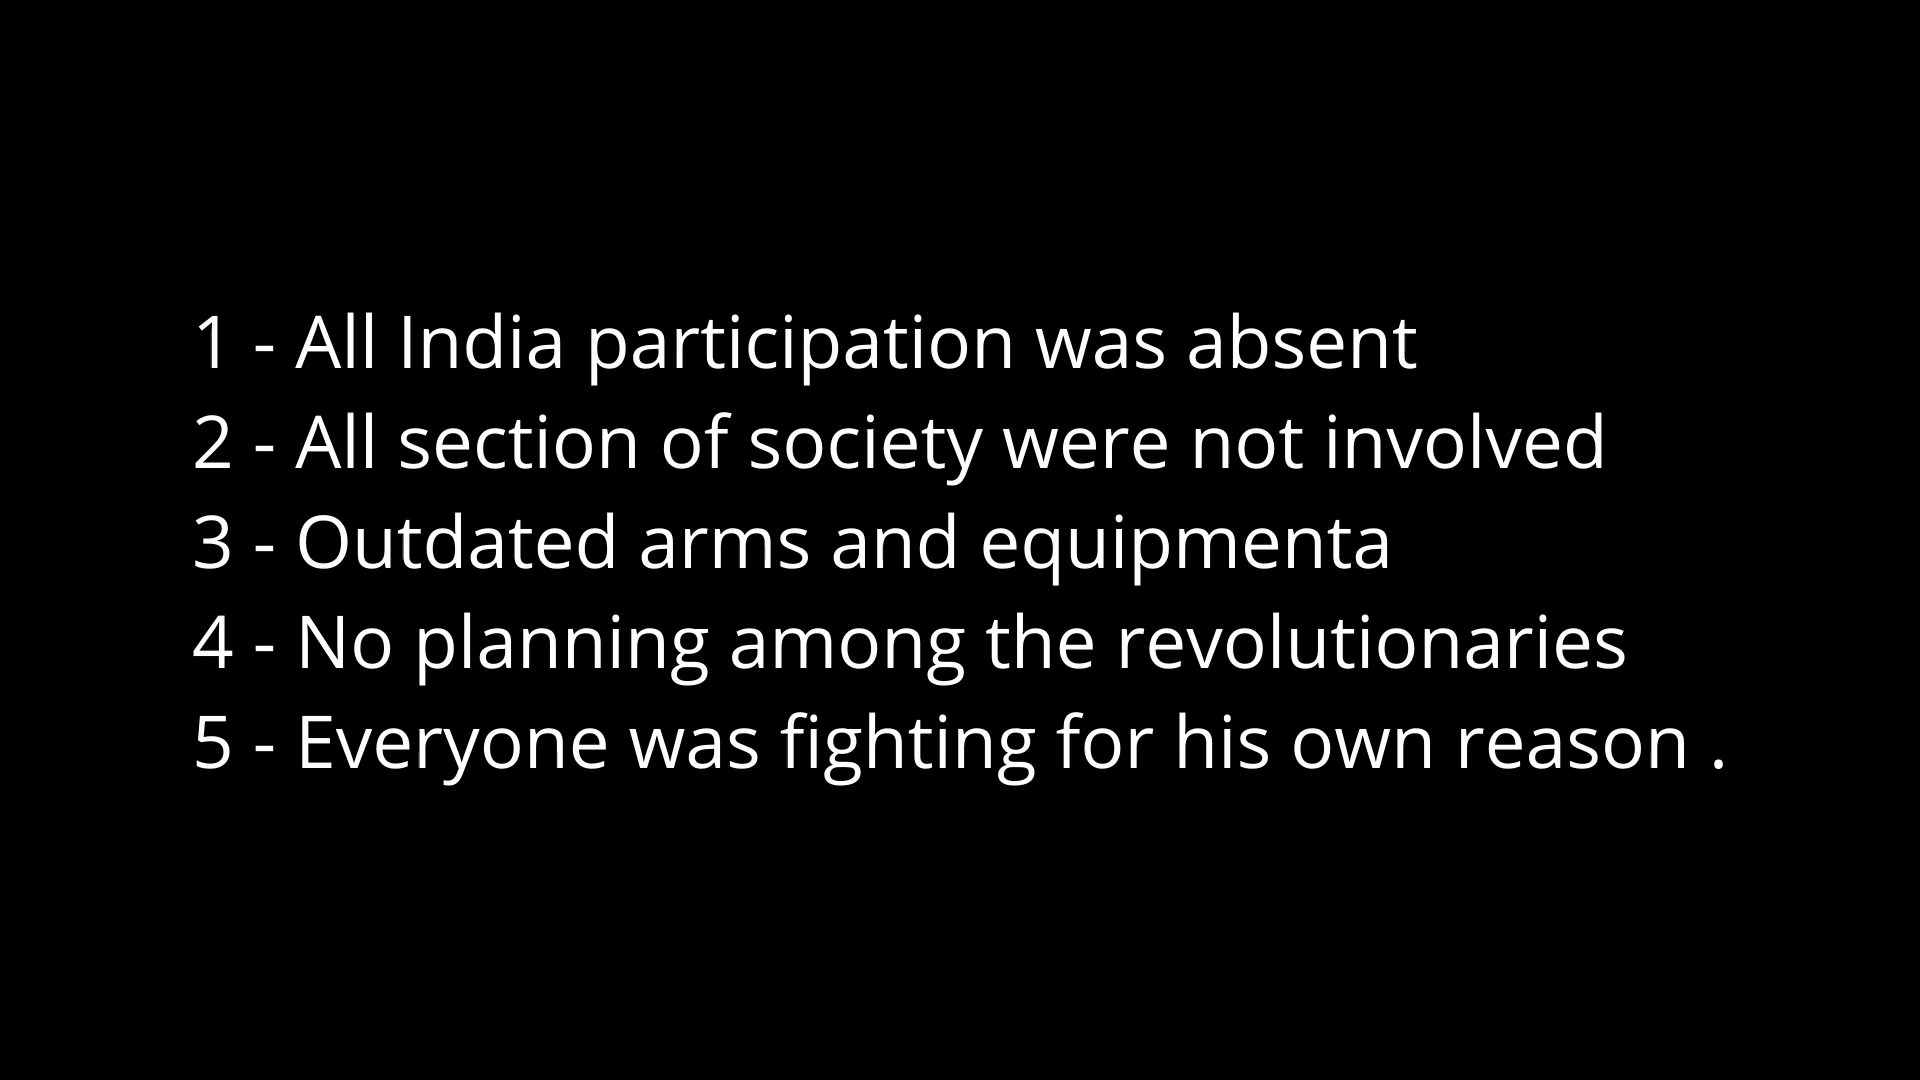 1 - All India participation was absent
2 - All section of society were not involved
3 - Outdated arms and equipmenta
4 - No planning among the revolutionaries
5 - Everyone was fighting for his own reason .